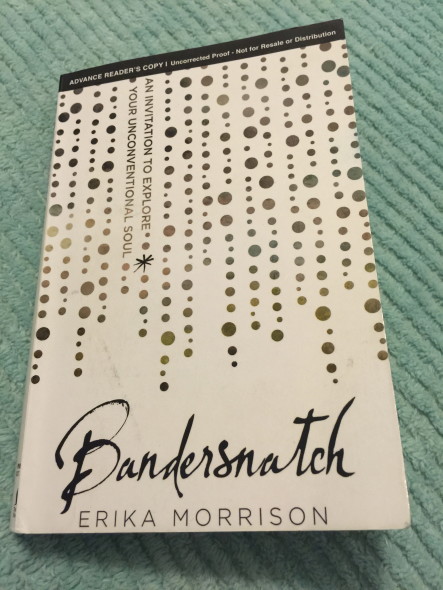 ADVANCE READER'S COPY | Uncorrected Proof - Not for Resale or Distribution
AN INVITATION TO EXPLORE
YOUR UNCONVENTIONAL SOUL
Bandersnatch
ERIKA MORRISON